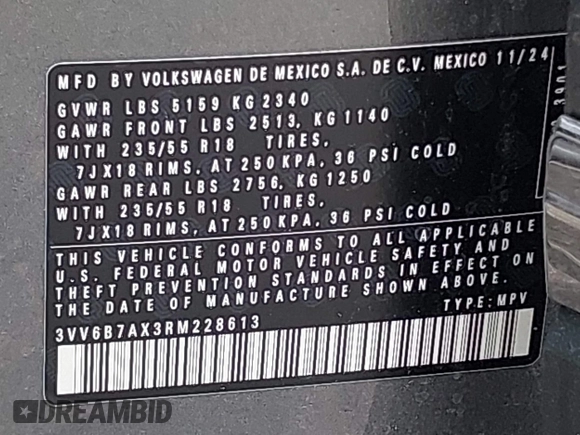 MFD BY VOLKSWAGEN DE MEXICO S.A. DE C.V. MEXICO 11/24
GVWR LBS 5159 KG 2340
GAWR FRONT LBS 2513, KG 1140
WITH 235/55 R18 TIRES,
7JX18 RIMS, AT 250 KPA, 36 PSI COLD
GAWR REAR LBS 2756, KG 1250
WITH 235/55 R18 TIRES,
7JX18 RIMS, AT 250 KPA, 36 PSI COLD
THIS VEHICLE CONFORMS TO ALL APPLICABLE
U.S. FEDERAL MOTOR VEHICLE SAFETY AND
THEFT PREVENTION STANDARDS IN EFFECT ON
THE DATE OF MANUFACTURE SHOWN ABOVE.
3VV6B7AX3RM228613 TYPE: MPV
DREAMBID